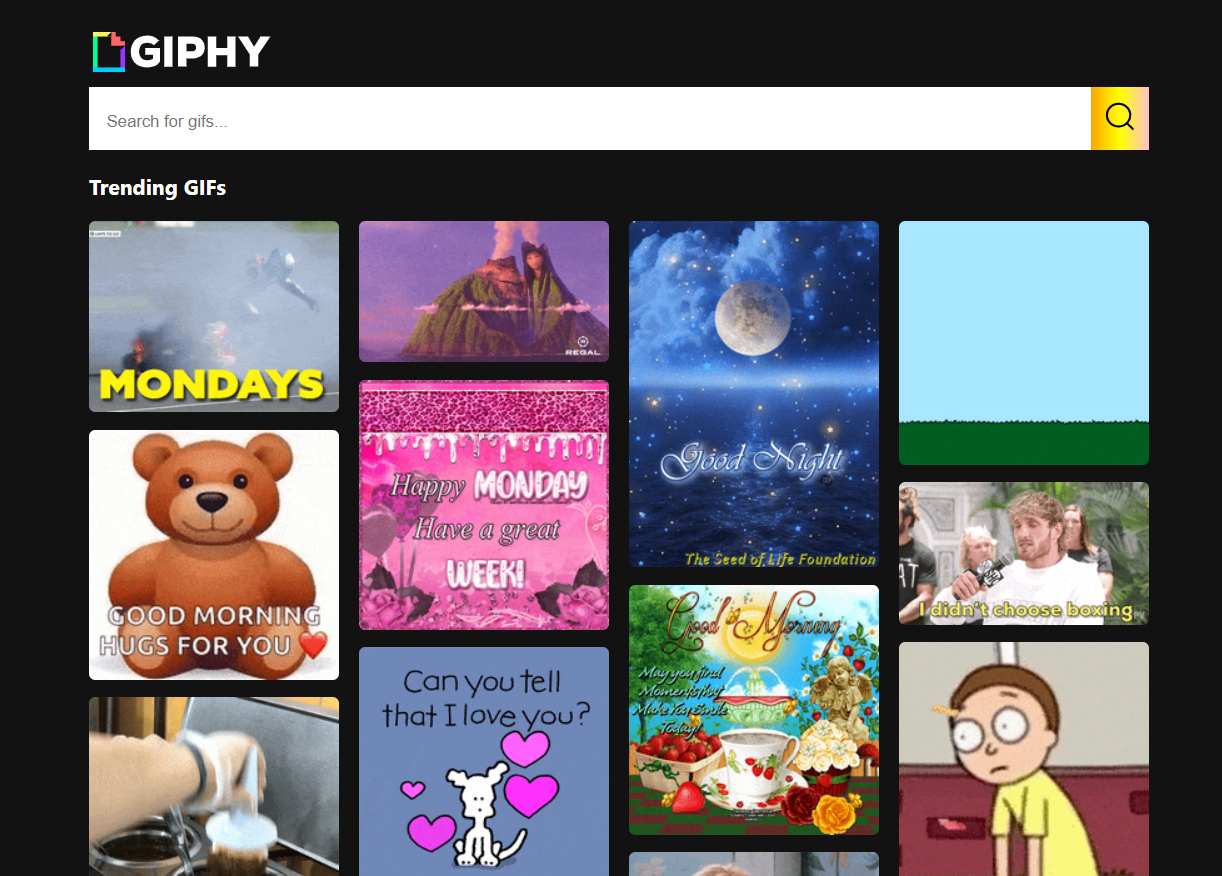 GIPHY
Search for gifs...
Trending GIFs
MONDAYS
REGAL
Good Night
The Seed of Life Foundation
GOOD MORNING
HUGS FOR YOU
Happy MONDAY
Have a great
WEEK!
I didn't choose boxing
Good Morning
May you find
Moments that
Make You Smile
Today!
Can you tell
that I love you?